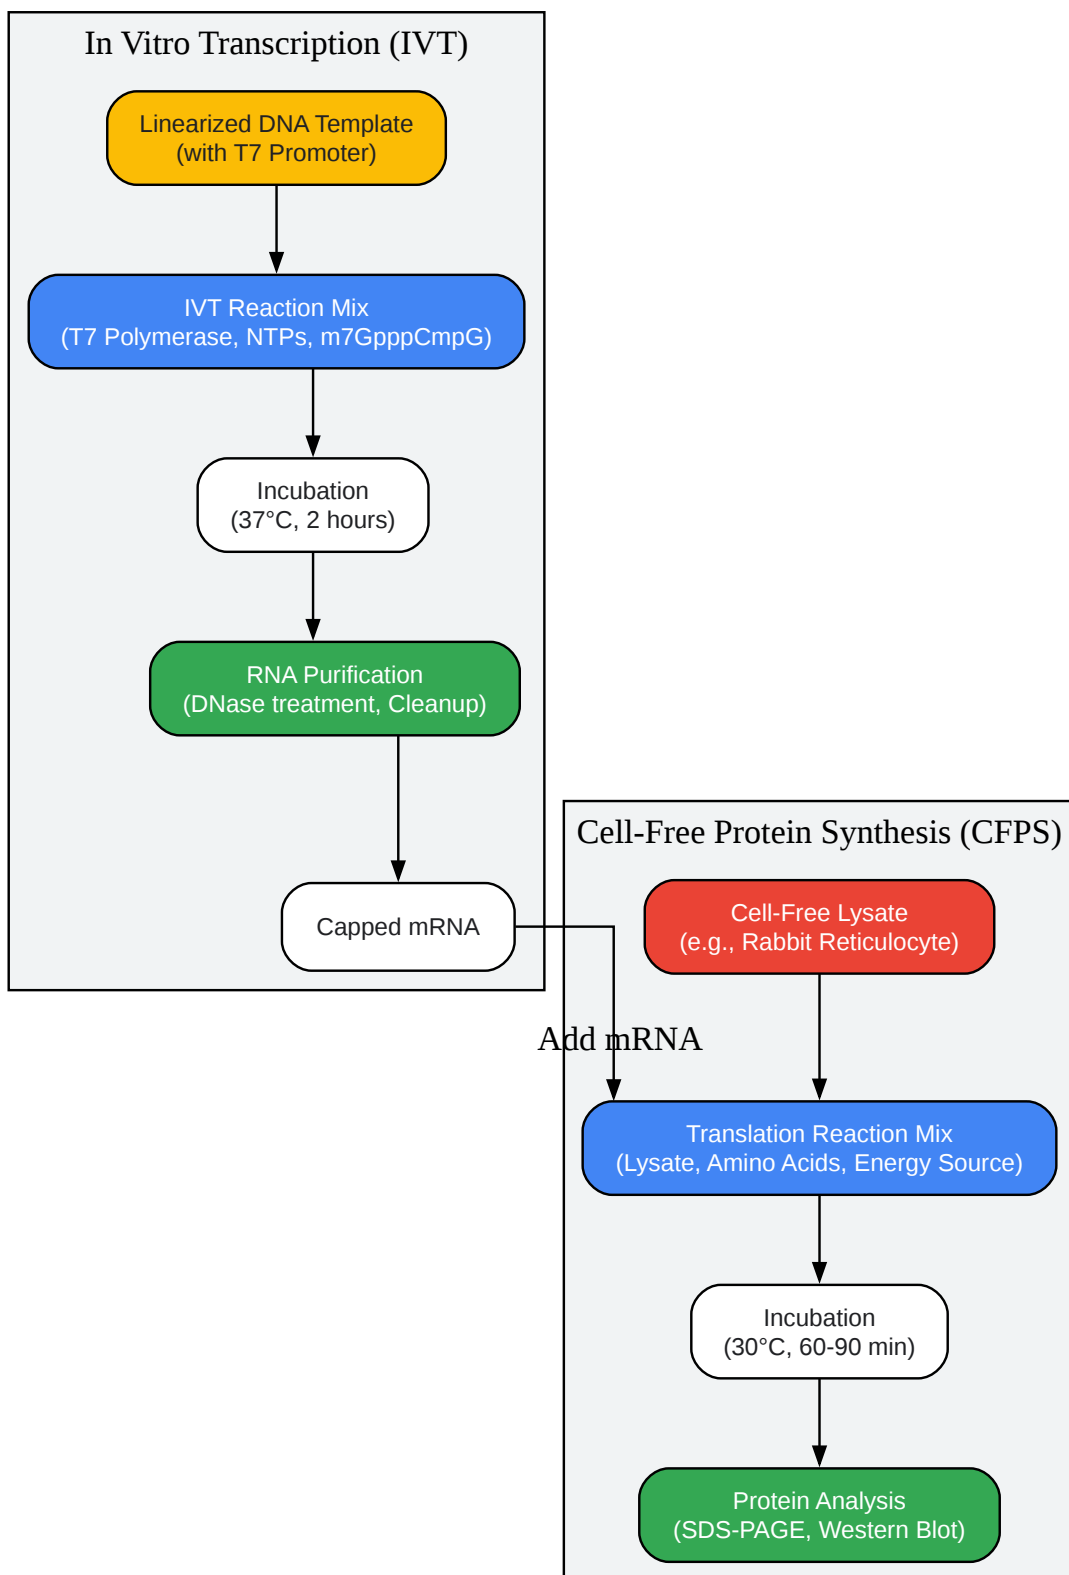 In Vitro Transcription (IVT)
Linearized DNA Template
(with T7 Promoter)
IVT Reaction Mix
(T7 Polymerase, NTPs, m7GpppCmpG)
Incubation
(37°C, 2 hours)
RNA Purification
(DNase treatment, Cleanup)
Capped mRNA
Add mRNA
Cell-Free Protein Synthesis (CFPS)
Cell-Free Lysate
(e.g., Rabbit Reticulocyte)
Translation Reaction Mix
(Lysate, Amino Acids, Energy Source)
Incubation
(30°C, 60-90 min)
Protein Analysis
(SDS-PAGE, Western Blot)